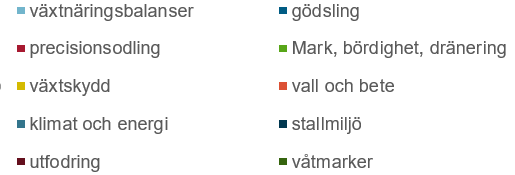 växtnäringsbalanser
gödsling
precisionsodling
Mark, bördighet, dränering
växtskydd
vall och bete
klimat och energi
stallmiljö
utfodring
våtmarker